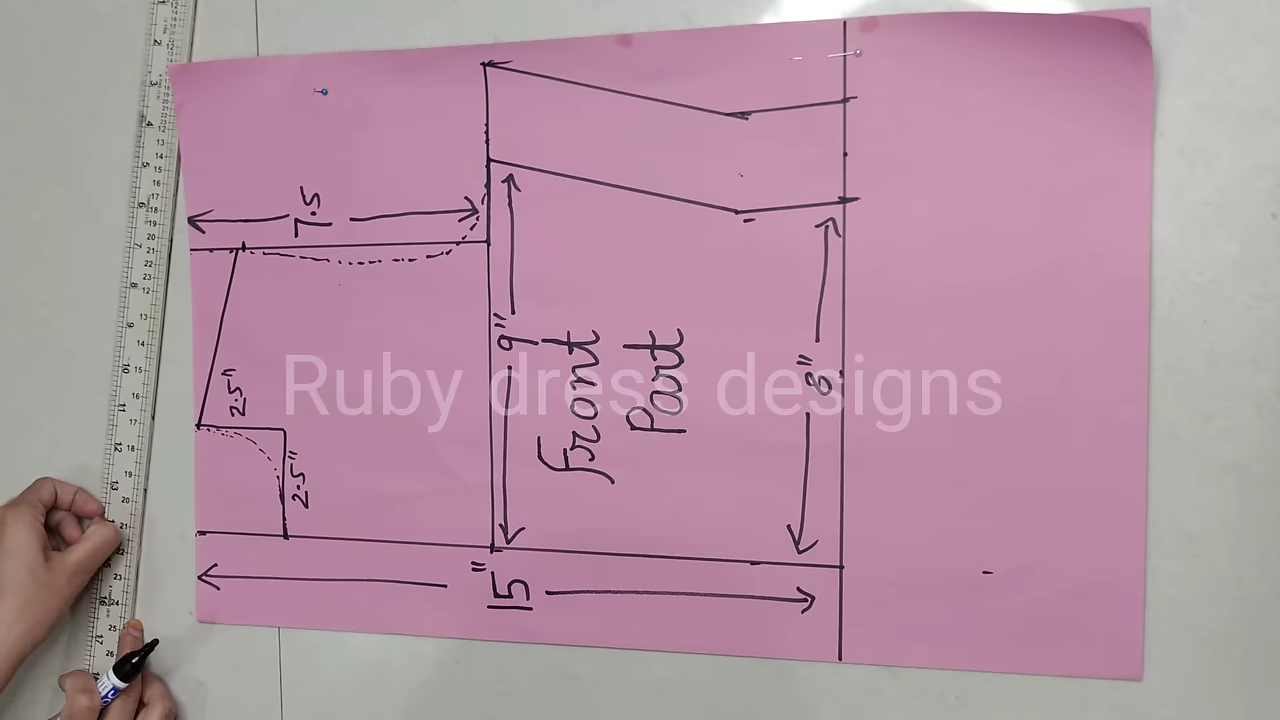 7.5
2.5"
2.5"
9"
Front
Part
8"
15"
Ruby dress designs